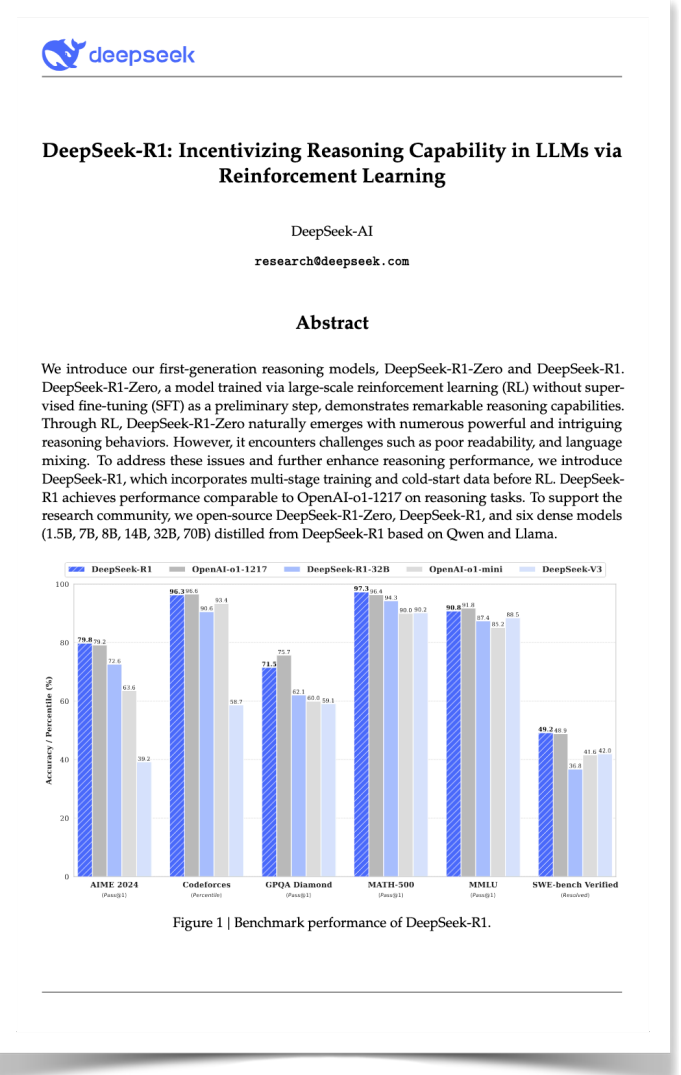 deepseek
DeepSeek-R1: Incentivizing Reasoning Capability in LLMs via
Reinforcement Learning
DeepSeek-AI
research@deepseek.com
Abstract
We introduce our first-generation reasoning models, DeepSeek-R1-Zero and DeepSeek-R1.
DeepSeek-R1-Zero, a model trained via large-scale reinforcement learning (RL) without super-
vised fine-tuning (SFT) as a preliminary step, demonstrates remarkable reasoning capabilities.
Through RL, DeepSeek-R1-Zero naturally emerges with numerous powerful and intriguing
reasoning behaviors. However, it encounters challenges such as poor readability, and language
mixing. To address these issues and further enhance reasoning performance, we introduce
DeepSeek-R1, which incorporates multi-stage training and cold-start data before RL. DeepSeek-
R1 achieves performance comparable to OpenAI-o1-1217 on reasoning tasks. To support the
research community, we open-source DeepSeek-R1-Zero, DeepSeek-R1, and six dense models
(1.5B, 7B, 8B, 14B, 32B, 70B) distilled from DeepSeek-R1 based on Qwen and Llama.
DeepSeek-R1 OpenAI-o1-1217 DeepSeek-R1-32B OpenAI-o1-mini DeepSeek-V3
Accuracy / Percentile (%)
100
80
60
40
20
0
79.8 79.2 72.6 63.6 39.2
96.3 96.6 90.6 93.4 58.7
71.5 75.7 62.1 60.0 59.1
97.3 96.4 94.3 90.0 90.2
90.8 91.8 87.4 85.2 88.5
49.2 48.9 36.8 41.6 42.0
AIME 2024 Codeforces GPQA Diamond MATH-500 MMLU SWE-bench Verified
(Pass@1) (Percentile) (Pass@1) (Pass@1) (Pass@1) (Resolved)
Figure 1 | Benchmark performance of DeepSeek-R1.